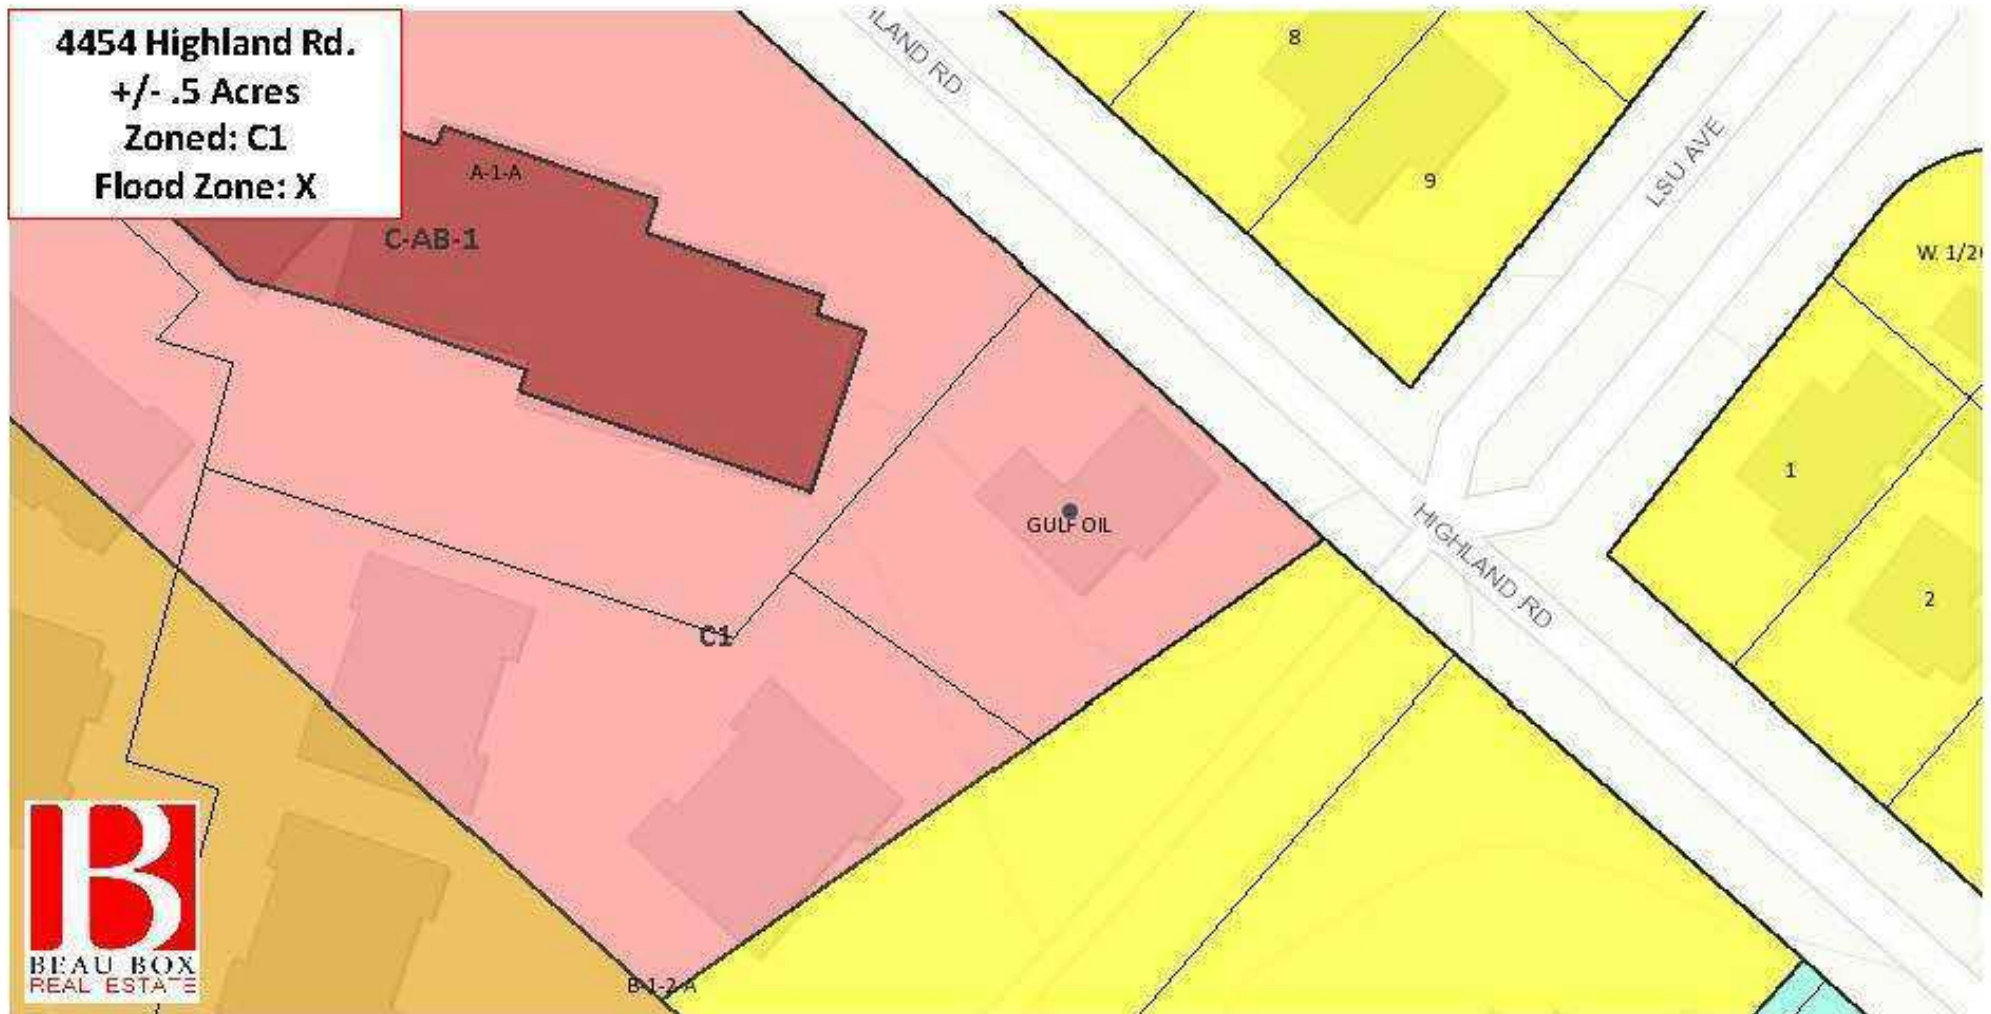 4454 Highland Rd.
+/- .5 Acres
Zoned: C1
Flood Zone: X
A-1-A
C-AB-1
LAND RD
8
9
LSU AVE
W. 1/2
GULF OIL
HIGHLAND RD
1
2
C1
B-1-2-A
B
BEAU BOX
REAL ESTATE